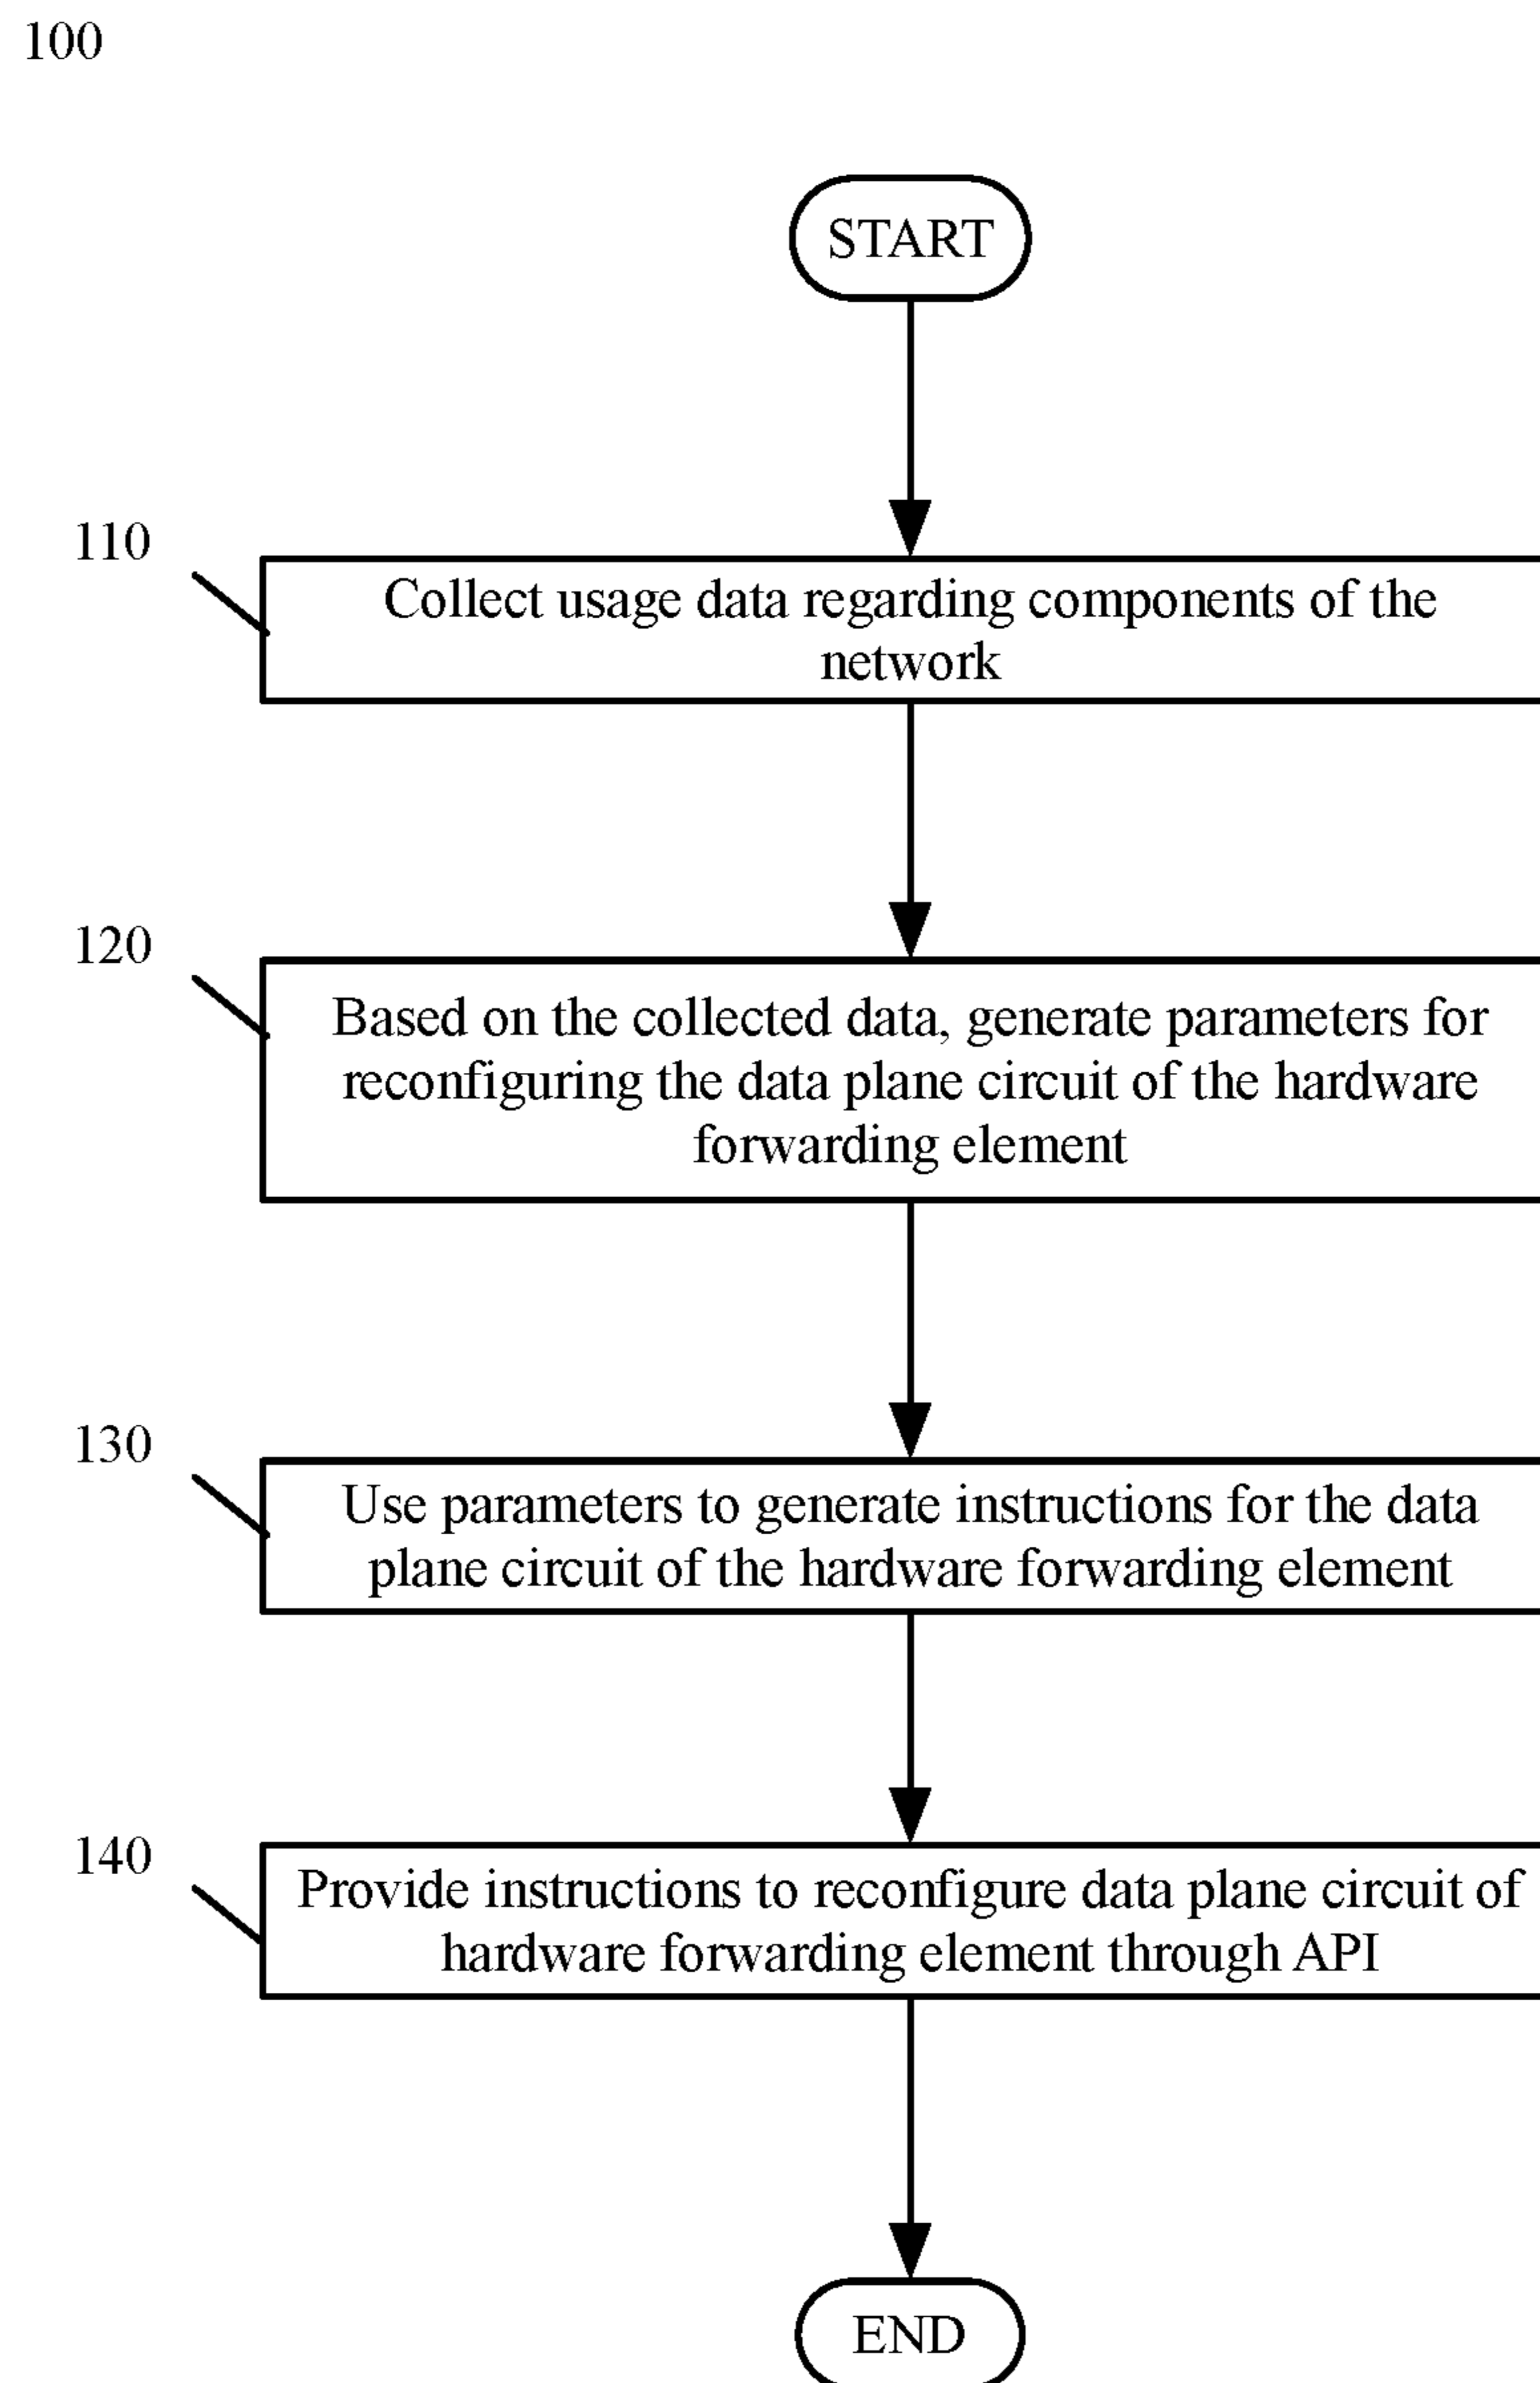 100
START
110
Collect usage data regarding components of the
network
120
Based on the collected data, generate parameters for
reconfiguring the data plane circuit of the hardware
forwarding element
130
Use parameters to generate instructions for the data
plane circuit of the hardware forwarding element
140
Provide instructions to reconfigure data plane circuit of
hardware forwarding element through API
END